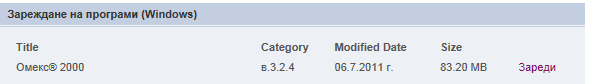 Зареждане на програми (Windows)
Title Category Modified Date Size
Омекс® 2000 в.3.2.4 06.7.2011 г. 83.20 MB Зареди